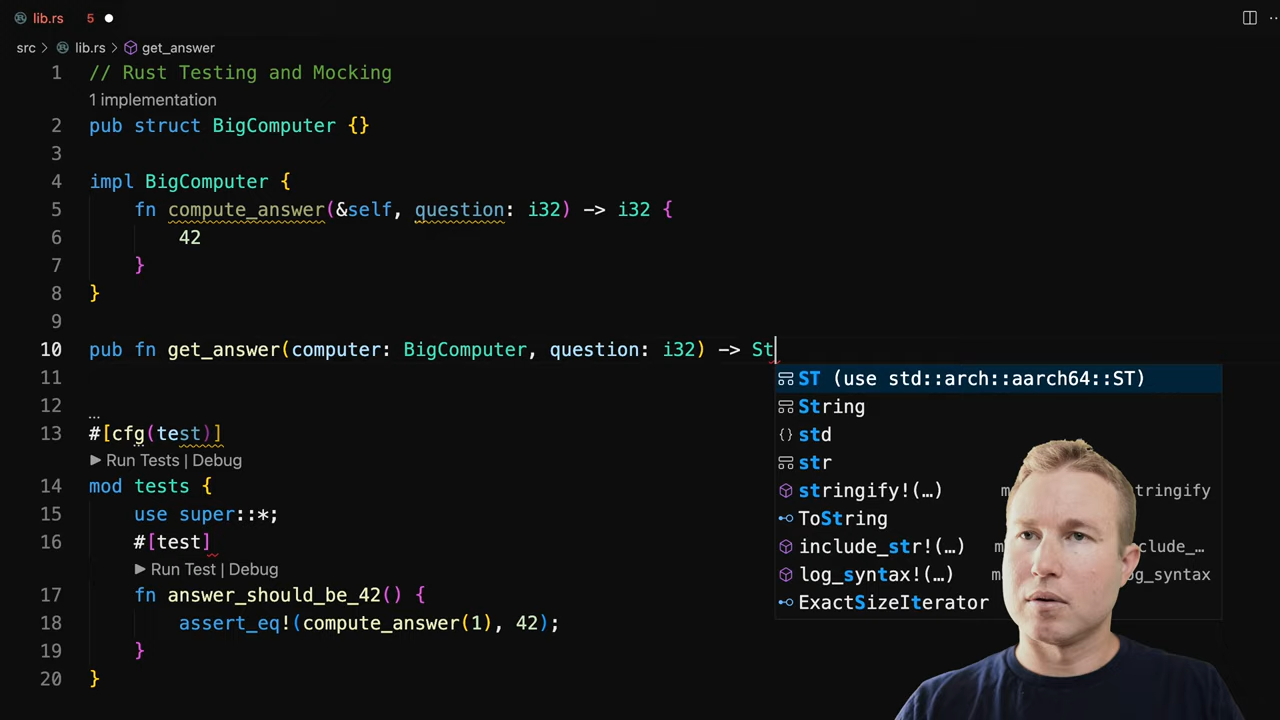 lib.rs 5
src > lib.rs > get_answer
1 // Rust Testing and Mocking
1 implementation
2 pub struct BigComputer {}
3
4 impl BigComputer {
5 fn compute_answer(&self, question: i32) -> i32 {
6 42
7 }
8 }
9
10 pub fn get_answer(computer: BigComputer, question: i32) -> St
11
ST (use std::arch::aarch64::ST)
String
std
str
stringify!(…) tringify
ToString
include_str!(…) clude_…
log_syntax!(…) og_syntax
ExactSizeIterator
12
…
13 #[cfg(test)]
▶ Run Tests | Debug
14 mod tests {
15 use super::*;
16 #[test]
▶ Run Test | Debug
17 fn answer_should_be_42() {
18 assert_eq!(compute_answer(1), 42);
19 }
20 }